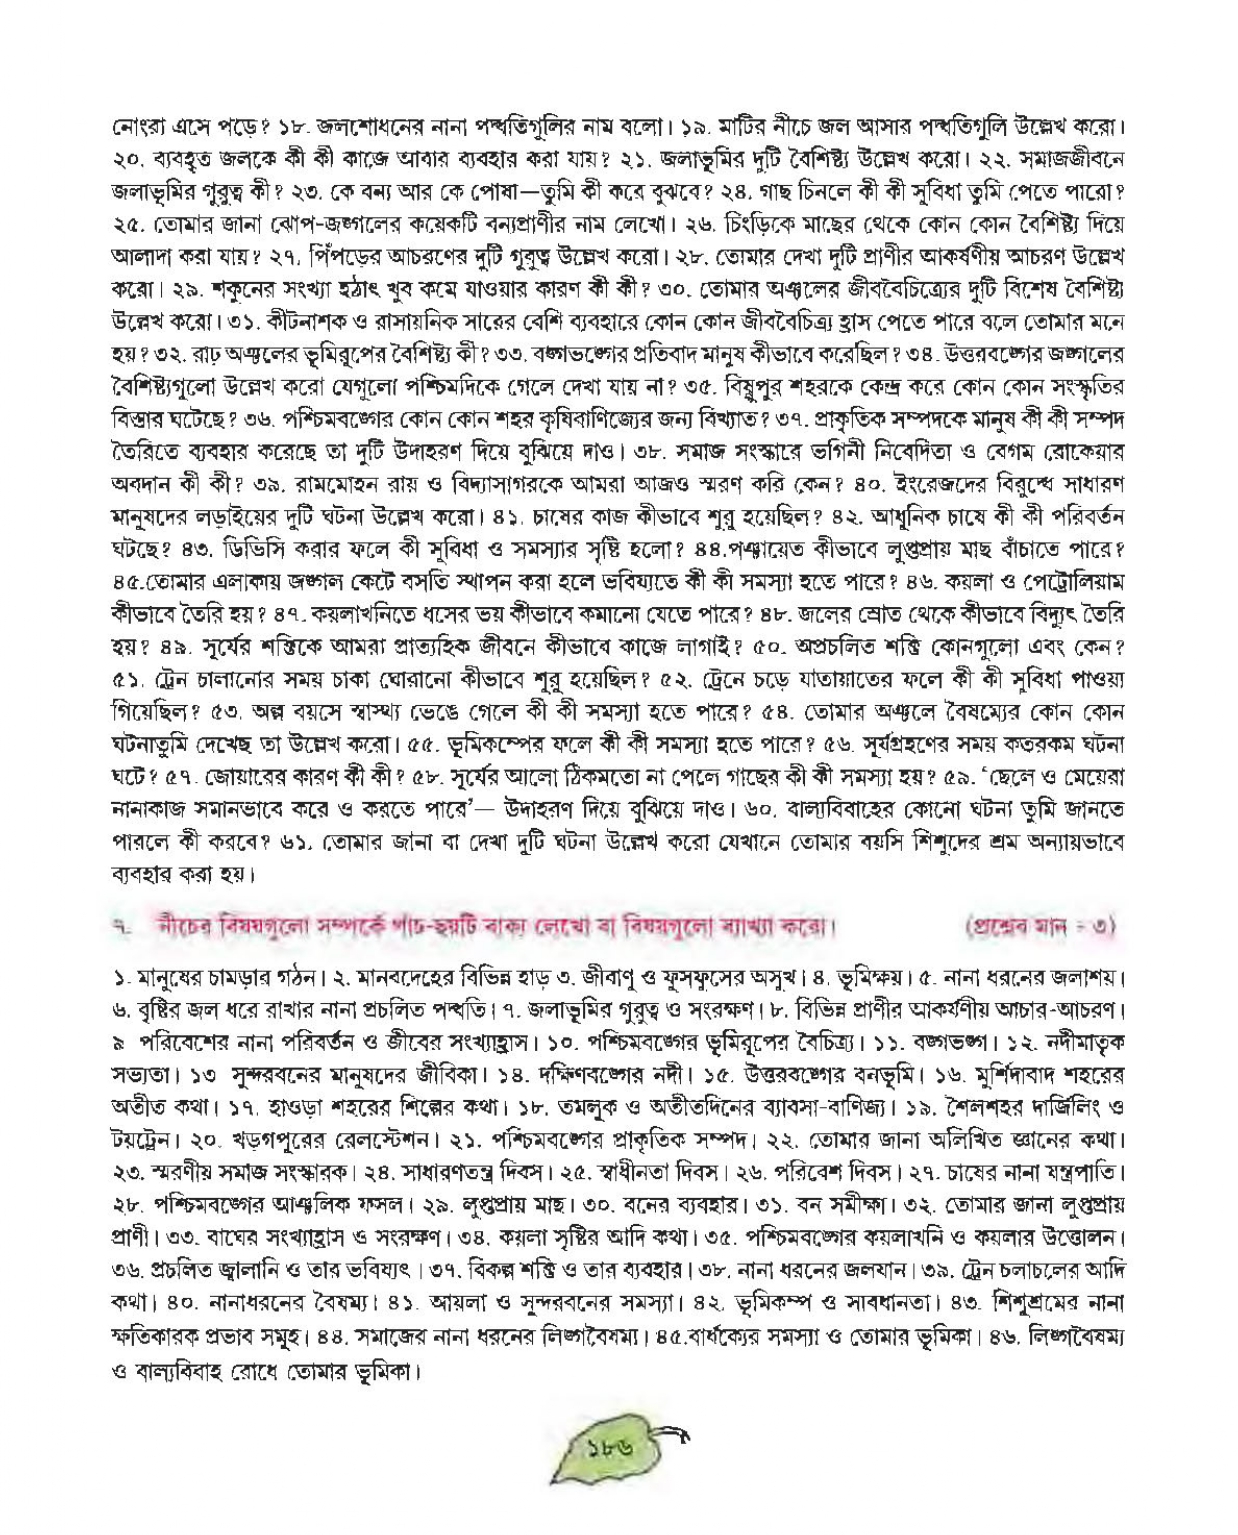 নোংরা এসে পড়ে? ১৮. জলশোধনের নানা পদ্ধতিগুলির নাম বলো। ১৯. মাটির নীচে জল আসার পদ্ধতিগুলি উল্লেখ করো।
২০. ব্যবহৃত জলকে কী কী কাজে আবার ব্যবহার করা যায়? ২১. জলাভূমির দুটি বৈশিষ্ট্য উল্লেখ করো। ২২. সমাজজীবনে
জলাভূমির গুরুত্ব কী? ২৩. কে বন্য আর কে পোষা—তুমি কী করে বুঝবে? ২৪. গাছ চিনলে কী কী সুবিধা তুমি পেতে পারো?
২৫. তোমার জানা ঝোপ-জঙ্গলের কয়েকটি বন্যপ্রাণীর নাম লেখো। ২৬. চিংড়িকে মাছের থেকে কোন কোন বৈশিষ্ট্য দিয়ে
আলাদা করা যায়? ২৭. পিঁপড়ের আচরণের দুটি গুরুত্ব উল্লেখ করো। ২৮. তোমার দেখা দুটি প্রাণীর আকর্ষণীয় আচরণ উল্লেখ
করো। ২৯. শকুনের সংখ্যা হঠাৎ খুব কমে যাওয়ার কারণ কী কী? ৩০. তোমার অঞ্চলের জীববৈচিত্র্যের দুটি বিশেষ বৈশিষ্ট্য
উল্লেখ করো। ৩১. কীটনাশক ও রাসায়নিক সারের বেশি ব্যবহারে কোন কোন জীববৈচিত্র্য হ্রাস পেতে পারে বলে তোমার মনে
হয়? ৩২. রাঢ় অঞ্চলের ভূমিরূপের বৈশিষ্ট্য কী? ৩৩. বঙ্গভঙ্গের প্রতিবাদ মানুষ কীভাবে করেছিল? ৩৪. উত্তরবঙ্গের জঙ্গলের
বৈশিষ্ট্যগুলো উল্লেখ করো যেগুলো পশ্চিমদিকে গেলে দেখা যায় না? ৩৫. বিষ্ণুপুর শহরকে কেন্দ্র করে কোন কোন সংস্কৃতির
বিস্তার ঘটেছে? ৩৬. পশ্চিমবঙ্গের কোন কোন শহর কৃষিবাণিজ্যের জন্য বিখ্যাত? ৩৭. প্রাকৃতিক সম্পদকে মানুষ কী কী সম্পদ
তৈরিতে ব্যবহার করেছে তা দুটি উদাহরণ দিয়ে বুঝিয়ে দাও। ৩৮. সমাজ সংস্কারে ভগিনী নিবেদিতা ও বেগম রোকেয়ার
অবদান কী কী? ৩৯. রামমোহন রায় ও বিদ্যাসাগরকে আমরা আজও স্মরণ করি কেন? ৪০. ইংরেজদের বিরুদ্ধে সাধারণ
মানুষদের লড়াইয়ের দুটি ঘটনা উল্লেখ করো। ৪১. চাষের কাজ কীভাবে শুরু হয়েছিল? ৪২. আধুনিক চাষে কী কী পরিবর্তন
ঘটছে? ৪৩. ডিভিসি করার ফলে কী সুবিধা ও সমস্যার সৃষ্টি হলো? ৪৪.পঞ্চায়েত কীভাবে লুপ্তপ্রায় মাছ বাঁচাতে পারে?
৪৫.তোমার এলাকায় জঙ্গল কেটে বসতি স্থাপন করা হলে ভবিষ্যতে কী কী সমস্যা হতে পারে? ৪৬. কয়লা ও পেট্রোলিয়াম
কীভাবে তৈরি হয়? ৪৭. কয়লাখনিতে ধসের ভয় কীভাবে কমানো যেতে পারে? ৪৮. জলের স্রোত থেকে কীভাবে বিদ্যুৎ তৈরি
হয়? ৪৯. সূর্যের শক্তিকে আমরা প্রাত্যহিক জীবনে কীভাবে কাজে লাগাই? ৫০. অপ্রচলিত শক্তি কোনগুলো এবং কেন?
৫১. ট্রেন চালানোর সময় চাকা ঘোরানো কীভাবে শুরু হয়েছিল? ৫২. ট্রেনে চড়ে যাতায়াতের ফলে কী কী সুবিধা পাওয়া
গিয়েছিল? ৫৩. অল্প বয়সে স্বাস্থ্য ভেঙে গেলে কী কী সমস্যা হতে পারে? ৫৪. তোমার অঞ্চলে বৈষম্যের কোন কোন
ঘটনাতুমি দেখেছ তা উল্লেখ করো। ৫৫. ভূমিকম্পের ফলে কী কী সমস্যা হতে পারে? ৫৬. সূর্যগ্রহণের সময় কতরকম ঘটনা
ঘটে? ৫৭. জোয়ারের কারণ কী কী? ৫৮. সূর্যের আলো ঠিকমতো না পেলে গাছের কী কী সমস্যা হয়? ৫৯. ‘ছেলে ও মেয়েরা
নানাকাজ সমানভাবে করে ও করতে পারে’— উদাহরণ দিয়ে বুঝিয়ে দাও। ৬০. বাল্যবিবাহের কোনো ঘটনা তুমি জানতে
পারলে কী করবে? ৬১. তোমার জানা বা দেখা দুটি ঘটনা উল্লেখ করো যেখানে তোমার বয়সি শিশুদের শ্রম অন্যায়ভাবে
ব্যবহার করা হয়।
৭. নীচের বিষয়গুলো সম্পর্কে পাঁচ-ছয়টি বাক্য লেখো বা বিষয়গুলো ব্যাখ্যা করো। (প্রশ্নের মান - ৩)
১. মানুষের চামড়ার গঠন। ২. মানবদেহের বিভিন্ন হাড় ৩. জীবাণু ও ফুসফুসের অসুখ। ৪. ভূমিক্ষয়। ৫. নানা ধরনের জলাশয়।
৬. বৃষ্টির জল ধরে রাখার নানা প্রচলিত পদ্ধতি। ৭. জলাভূমির গুরুত্ব ও সংরক্ষণ। ৮. বিভিন্ন প্রাণীর আকর্ষণীয় আচার-আচরণ।
৯ পরিবেশের নানা পরিবর্তন ও জীবের সংখ্যাহ্রাস। ১০. পশ্চিমবঙ্গের ভূমিরূপের বৈচিত্র্য। ১১. বঙ্গভঙ্গ। ১২. নদীমাতৃক
সভ্যতা। ১৩ সুন্দরবনের মানুষদের জীবিকা। ১৪. দক্ষিণবঙ্গের নদী। ১৫. উত্তরবঙ্গের বনভূমি। ১৬. মুর্শিদাবাদ শহরের
অতীত কথা। ১৭. হাওড়া শহরের শিল্পের কথা। ১৮. তমলুক ও অতীতদিনের ব্যাবসা-বাণিজ্য। ১৯. শৈলশহর দার্জিলিং ও
টয়ট্রেন। ২০. খড়গপুরের রেলস্টেশন। ২১. পশ্চিমবঙ্গের প্রাকৃতিক সম্পদ। ২২. তোমার জানা অলিখিত জ্ঞানের কথা।
২৩. স্মরণীয় সমাজ সংস্কারক। ২৪. সাধারণতন্ত্র দিবস। ২৫. স্বাধীনতা দিবস। ২৬. পরিবেশ দিবস। ২৭. চাষের নানা যন্ত্রপাতি।
২৮. পশ্চিমবঙ্গের আঞ্চলিক ফসল। ২৯. লুপ্তপ্রায় মাছ। ৩০. বনের ব্যবহার। ৩১. বন সমীক্ষা। ৩২. তোমার জানা লুপ্তপ্রায়
প্রাণী। ৩৩. বাঘের সংখ্যাহ্রাস ও সংরক্ষণ। ৩৪. কয়লা সৃষ্টির আদি কথা। ৩৫. পশ্চিমবঙ্গের কয়লাখনি ও কয়লার উত্তোলন।
৩৬. প্রচলিত জ্বালানি ও তার ভবিষ্যৎ। ৩৭. বিকল্প শক্তি ও তার ব্যবহার। ৩৮. নানা ধরনের জলযান। ৩৯. ট্রেন চলাচলের আদি
কথা। ৪০. নানাধরনের বৈষম্য। ৪১. আয়লা ও সুন্দরবনের সমস্যা। ৪২. ভূমিকম্প ও সাবধানতা। ৪৩. শিশুশ্রমের নানা
ক্ষতিকারক প্রভাব সমূহ। ৪৪. সমাজের নানা ধরনের লিঙ্গবৈষম্য। ৪৫.বার্ধক্যের সমস্যা ও তোমার ভূমিকা। ৪৬. লিঙ্গবৈষম্য
ও বাল্যবিবাহ রোধে তোমার ভূমিকা।
১৮৬